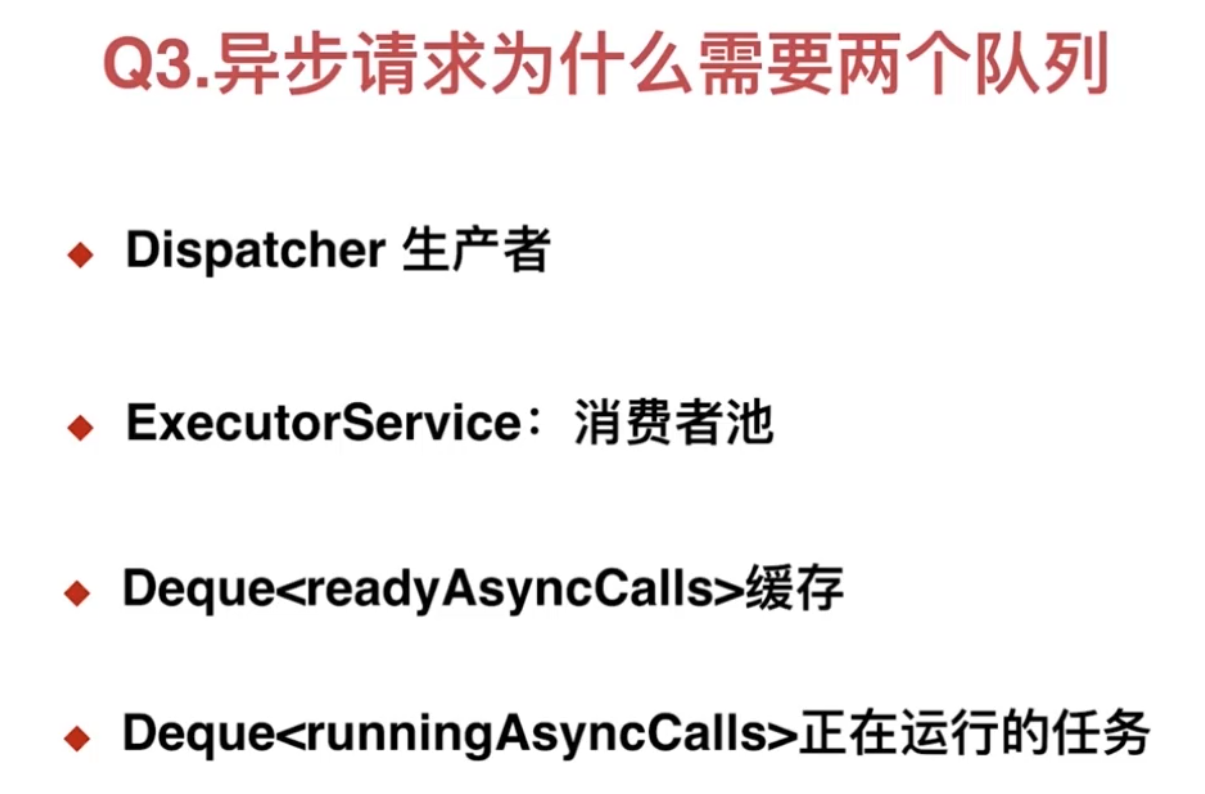 Q3.异步请求为什么需要两个队列
Dispatcher 生产者
ExecutorService：消费者池
Deque<readyAsyncCalls>缓存
Deque<runningAsyncCalls>正在运行的任务